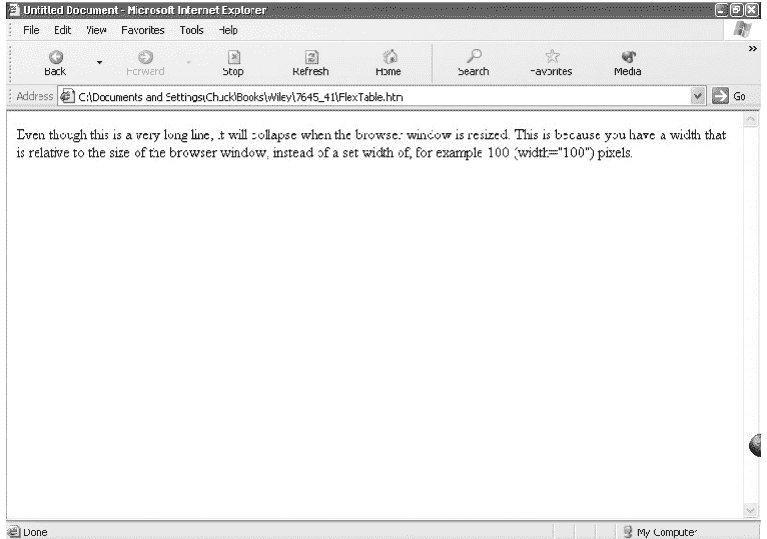 Untitled Document - Microsoft Internet Explorer
File Edit View Favorites Tools Help
Back Forward Stop Refresh Home Search Favorites Media »
Address C:\Documents and Settings\Chuck\Books\Wiley\7645_41\FlexTable.htm Go
Even though this is a very long line, it will collapse when the browser window is resized. This is because you have a width that
is relative to the size of the browser window, instead of a set width of, for example 100 (width="100") pixels.
Done My Computer